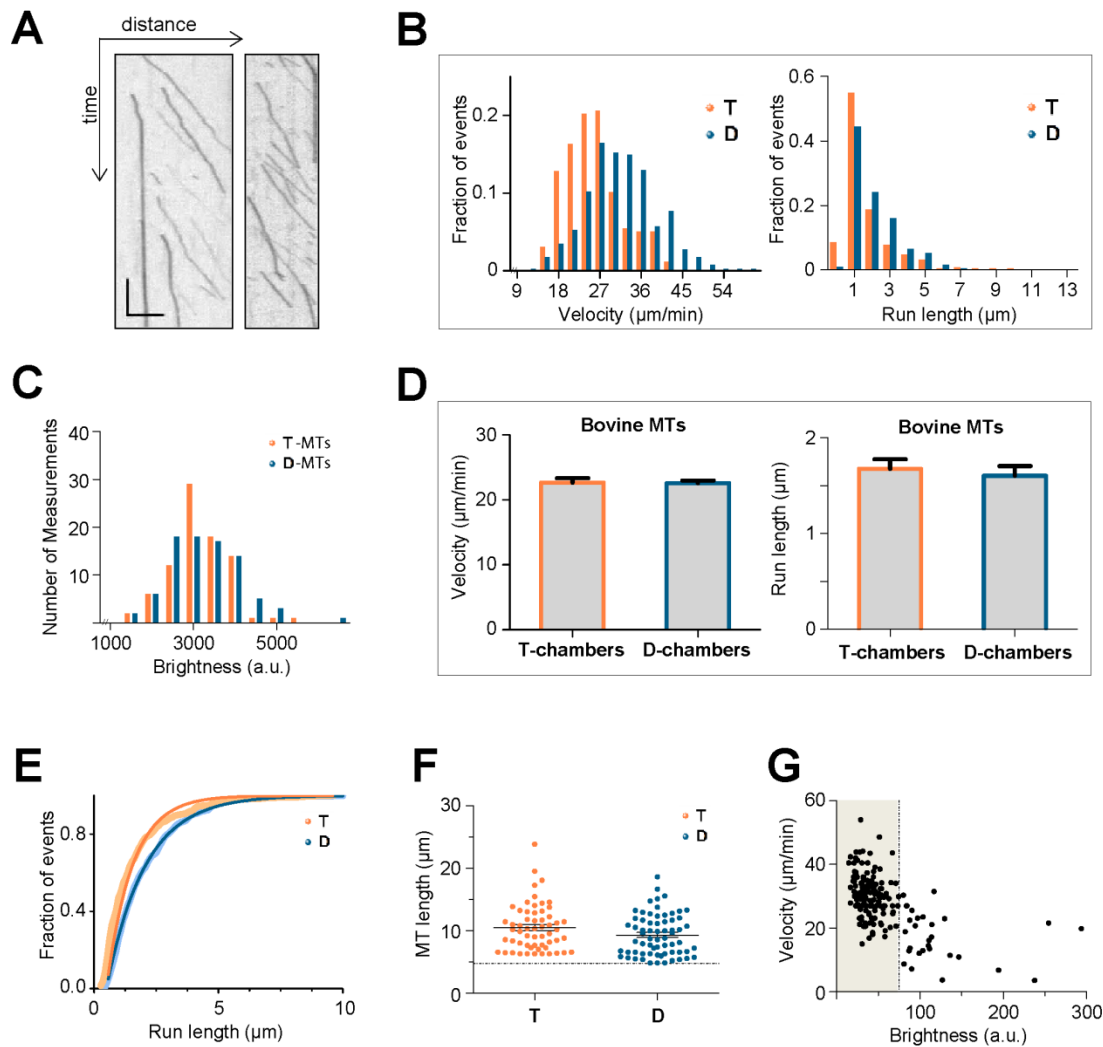 A
distance
time
B
Fraction of events
0.2
0.1
0
9 18 27 36 45 54
Velocity (µm/min)
T
D
Fraction of events
0.6
0.4
0.2
0
1 3 5 7 9 11 13
Run length (µm)
T
D
C
Number of Measurements
40
30
20
10
1000 3000 5000
Brightness (a.u.)
T-MTs
D-MTs
D
Bovine MTs
Velocity (µm/min)
30
20
10
0
T-chambers D-chambers
Bovine MTs
Run length (µm)
2
1
0
T-chambers D-chambers
E
Fraction of events
0.8
0.4
0.0
0 5 10
Run length (µm)
T
D
F
MT length (µm)
30
20
10
0
T D
T
D
G
Velocity (µm/min)
60
40
20
0
100 200 300
Brightness (a.u.)